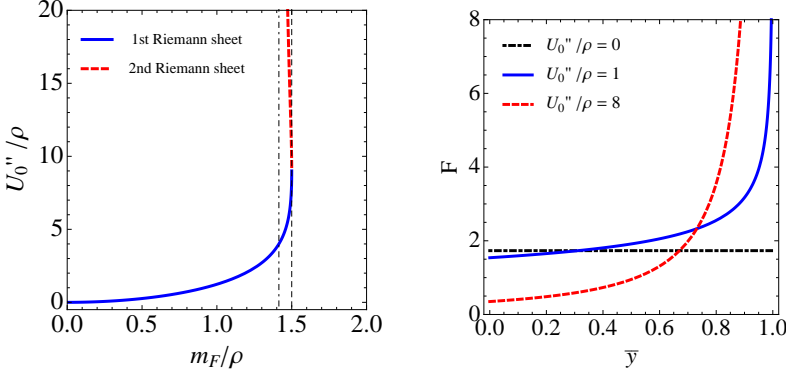 20
15
10
5
0
U₀''/ρ
1st Riemann sheet
2nd Riemann sheet
0.0 0.5 1.0 1.5 2.0
m_F/ρ
8
6
4
2
0
F
U₀''/ρ = 0
U₀''/ρ = 1
U₀''/ρ = 8
0.0 0.2 0.4 0.6 0.8 1.0
y̅